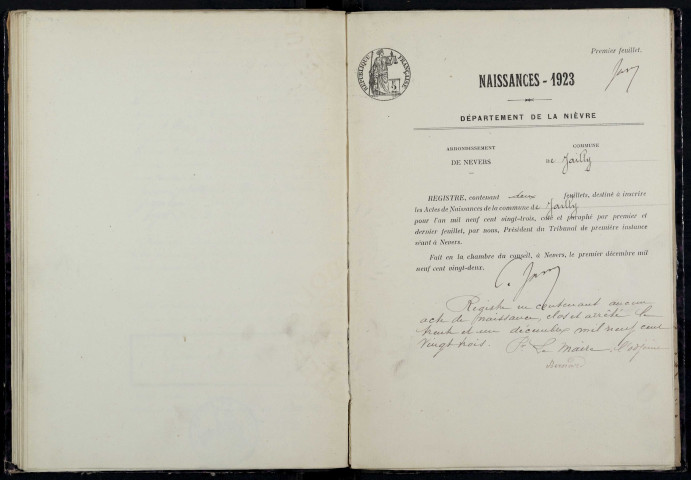 Premier feuillet.
RÉPUBLIQUE FRANÇAISE
NAISSANCES - 1923
DÉPARTEMENT DE LA NIÈVRE
ARRONDISSEMENT
DE NEVERS
COMMUNE
de Jailly
REGISTRE, contenant deux feuillets, destiné à inscrire
les Actes de Naissances de la commune de Jailly
pour l'an mil neuf cent vingt-trois, coté et paraphé par premier et
dernier feuillet, par nous, Président du Tribunal de première instance
séant à Nevers.
Fait en la chambre du conseil, à Nevers, le premier décembre mil
neuf cent vingt-deux.
Registre ne contenant aucun
acte de naissance, clos et arrêté le
trente et un décembre mil neuf cent
vingt trois. Pr Le Maire l'adjoint